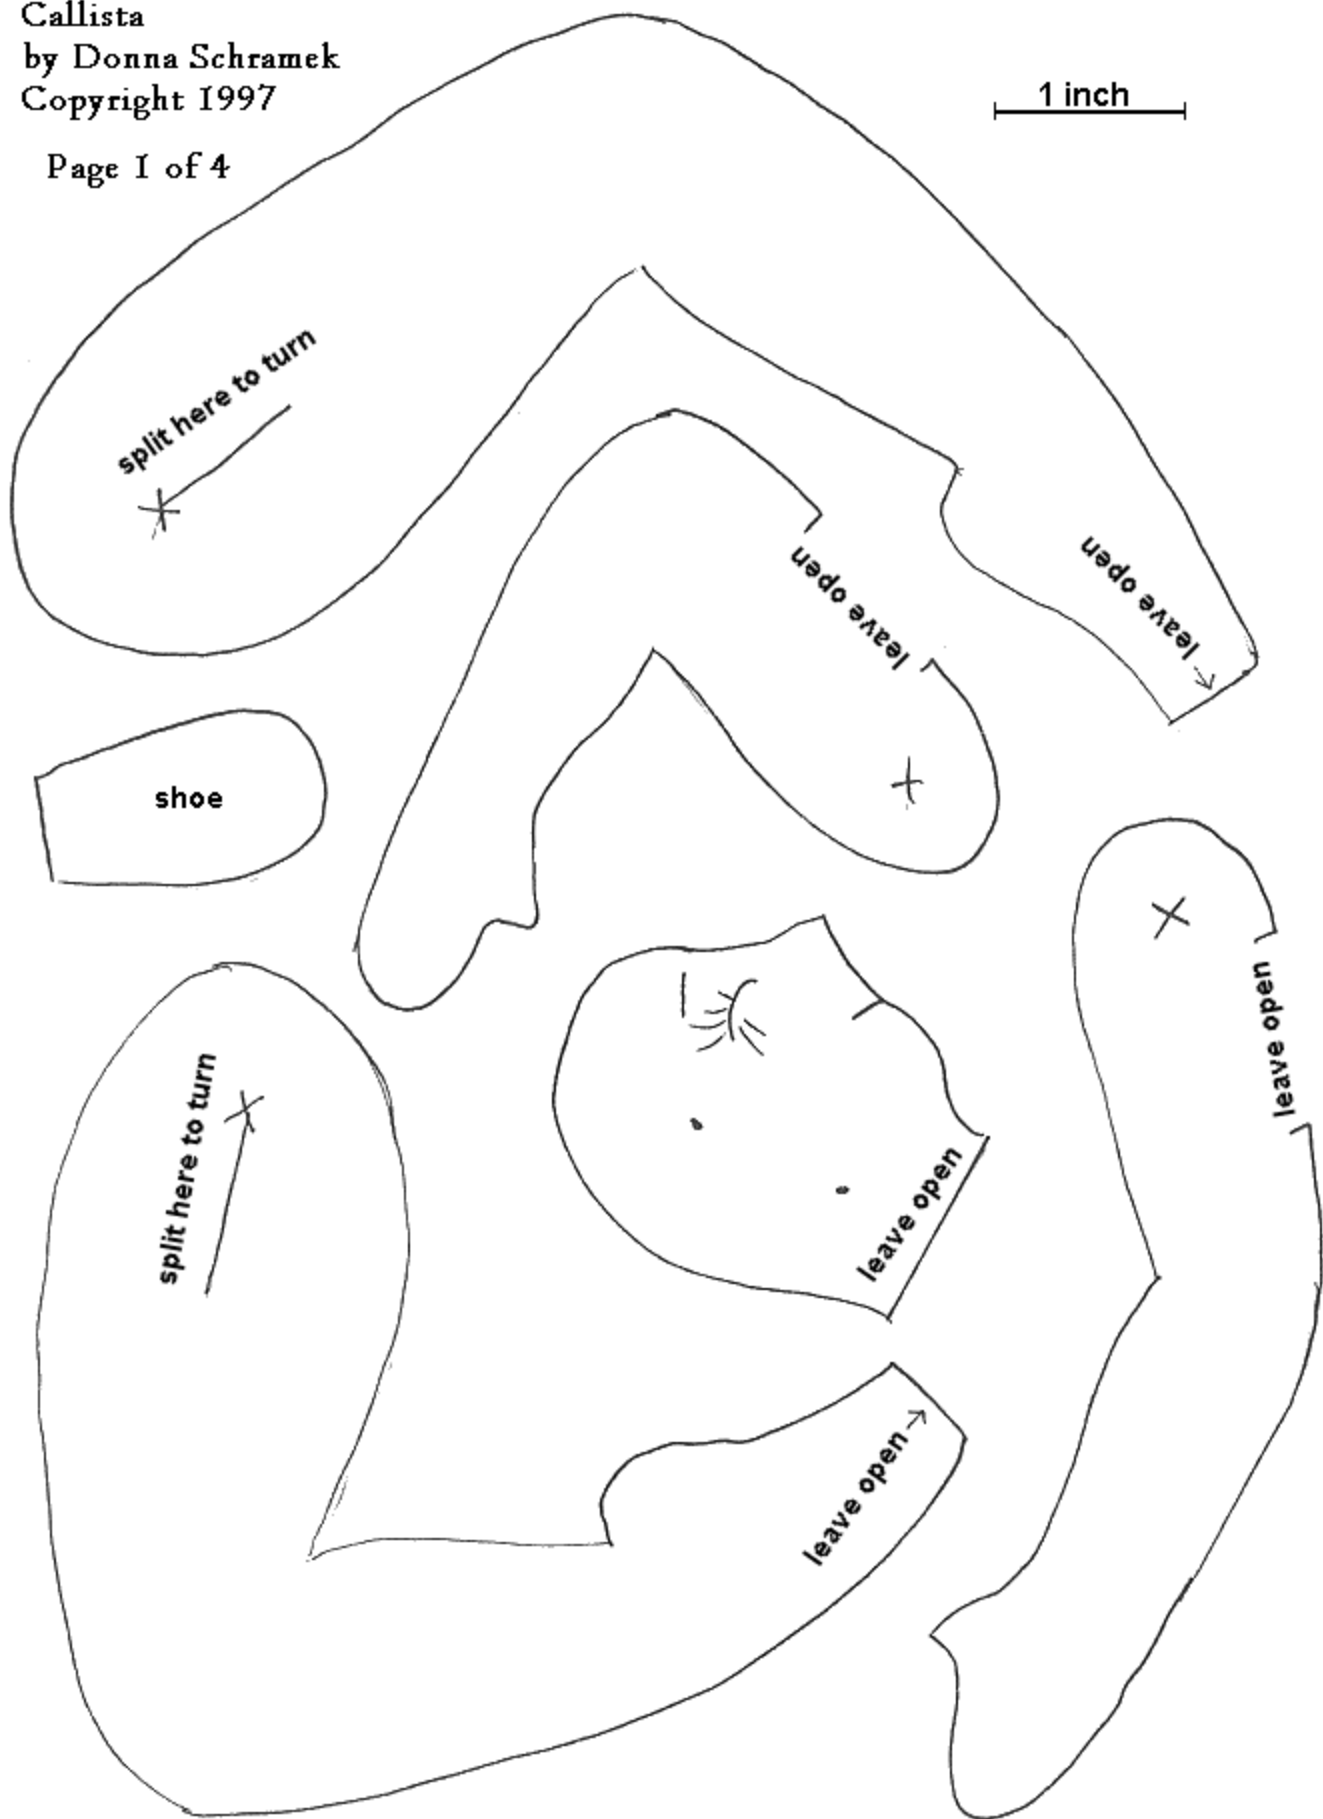 Callista
by Donna Schramek
Copyright 1997
Page 1 of 4
1 inch
split here to turn
leave open
leave open
shoe
leave open
split here to turn
leave open
leave open